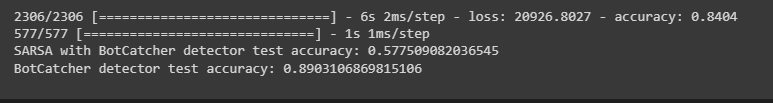 2306/2306 [==============================] - 6s 2ms/step - loss: 20926.8027 - accuracy: 0.8404
577/577 [==============================] - 1s 1ms/step
SARSA with BotCatcher detector test accuracy: 0.577509082036545
BotCatcher detector test accuracy: 0.8903106869815106